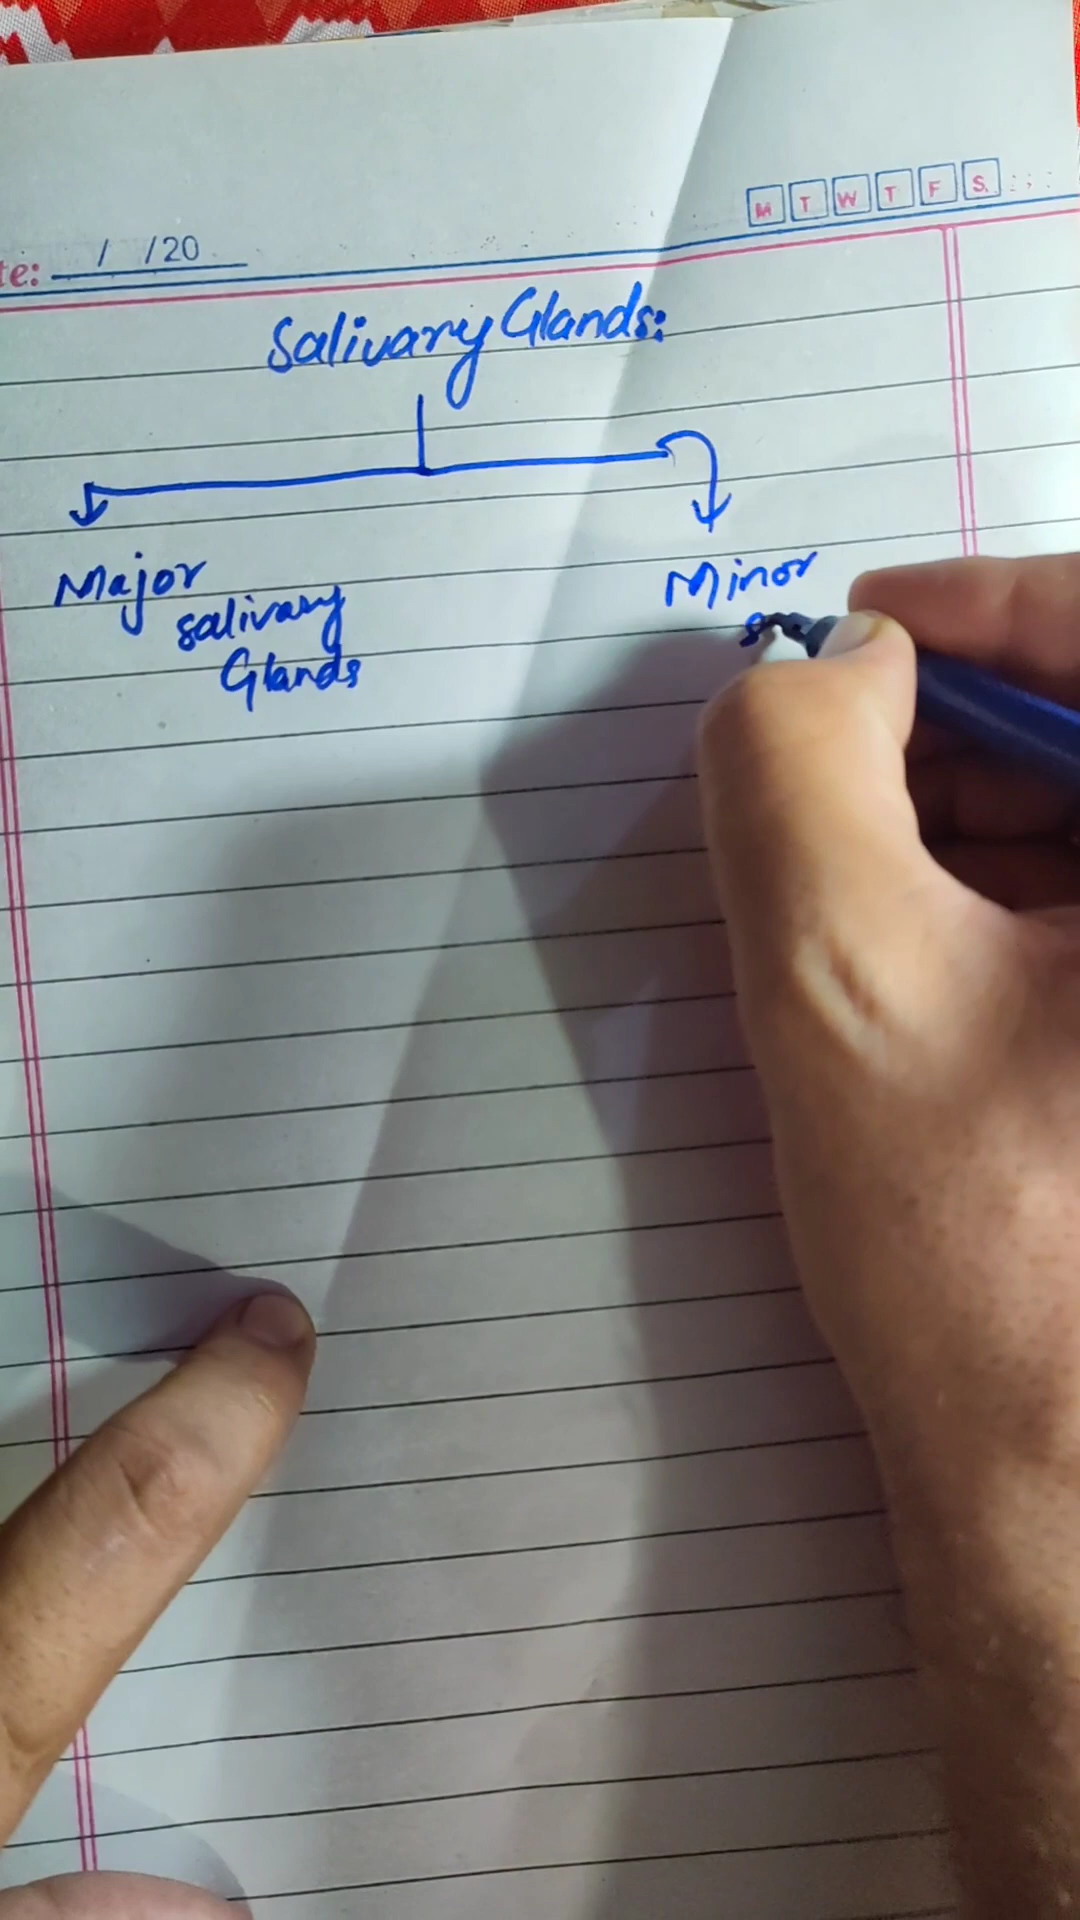 M T W T F S
te: / /20
Salivary Glands:
Major
salivary
Glands
Minor
s